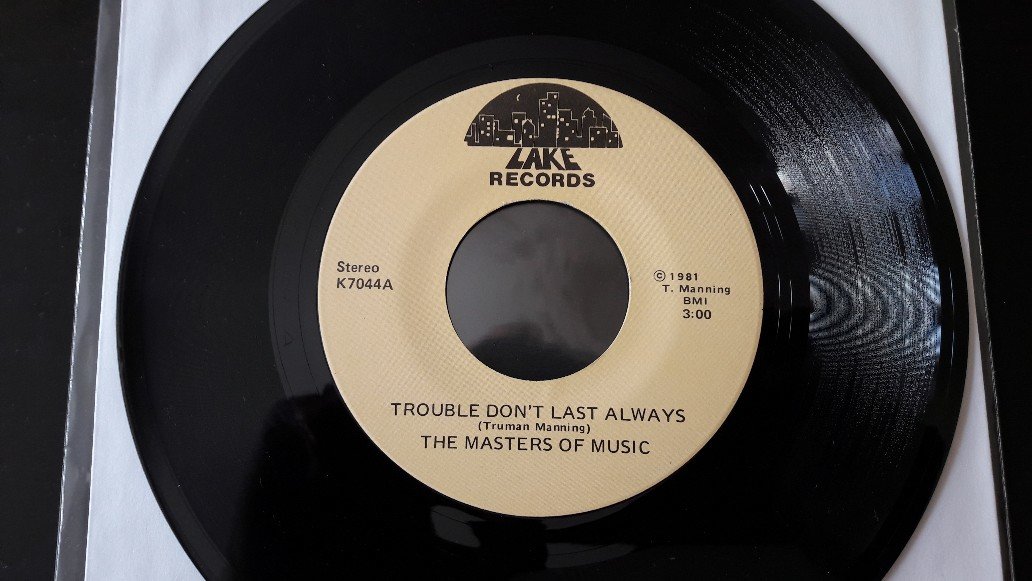 LAKE
RECORDS
Stereo
K7044A
© 1981
T. Manning
BMI
3:00
TROUBLE DON'T LAST ALWAYS
(Truman Manning)
THE MASTERS OF MUSIC